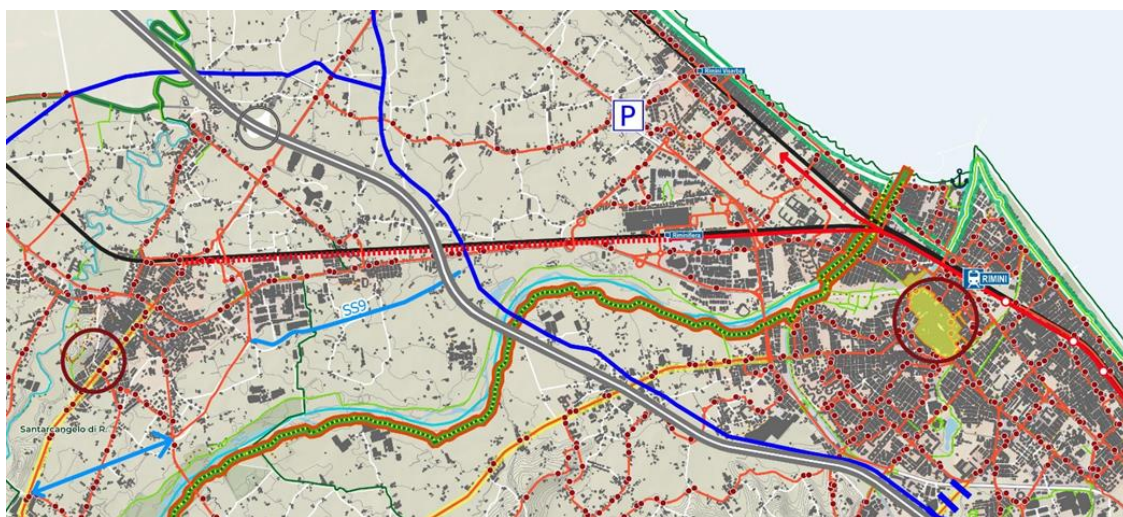 Rimini Viserba
P
Riminifiera
RIMINI
SS9
Santarcangelo di R.